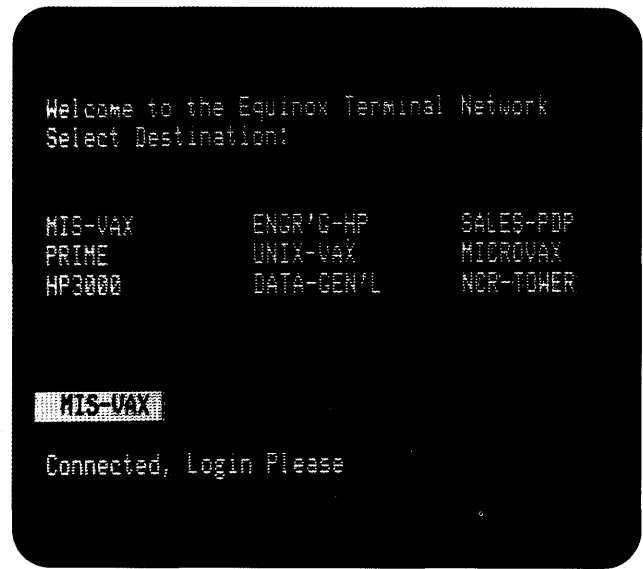 Welcome to the Equinox Terminal Network
Select Destination:
MIS-VAX ENGR'G-HP SALES-PDP
PRIME UNIX-VAX MICROVAX
HP3000 DATA-GEN'L NCR-TOWER
MIS-VAX
Connected, Login Please